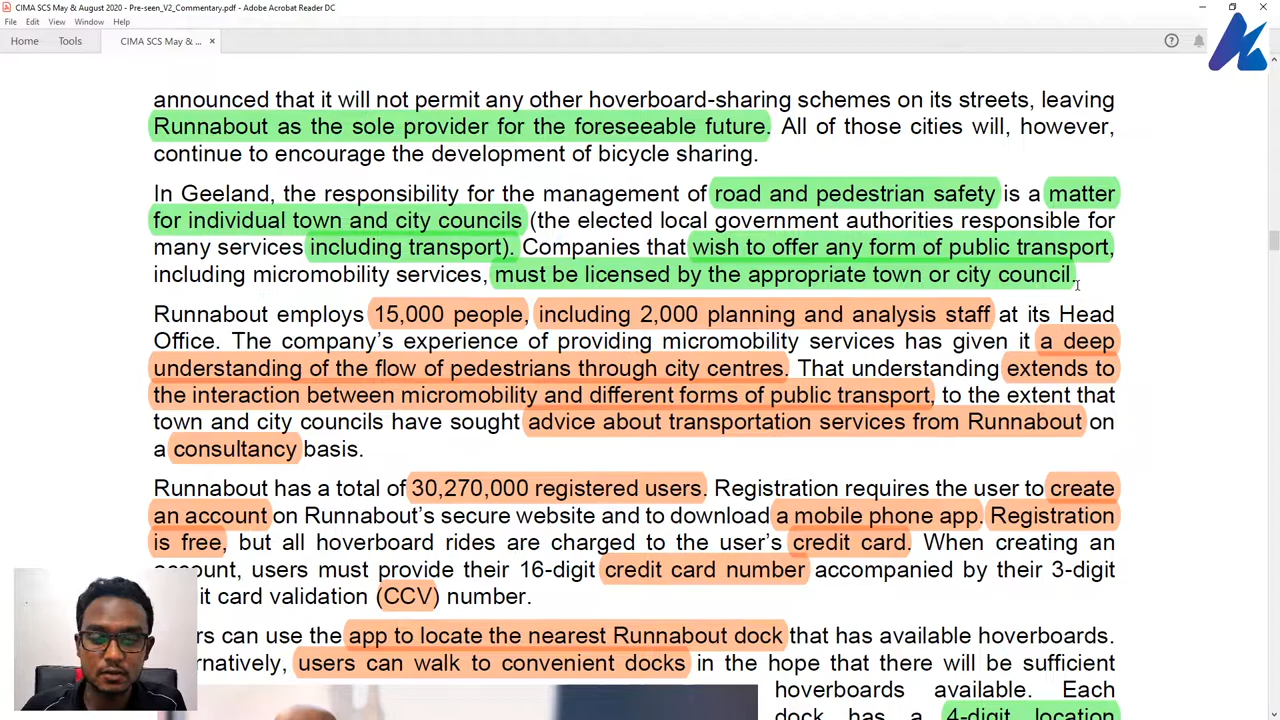 CIMA SCS May & August 2020 - Pre-seen_V2_Commentary.pdf - Adobe Acrobat Reader DC
File Edit View Window Help
Home Tools CIMA SCS May & ... ×
announced that it will not permit any other hoverboard-sharing schemes on its streets, leaving
Runnabout as the sole provider for the foreseeable future. All of those cities will, however,
continue to encourage the development of bicycle sharing.
In Geeland, the responsibility for the management of road and pedestrian safety is a matter
for individual town and city councils (the elected local government authorities responsible for
many services including transport). Companies that wish to offer any form of public transport,
including micromobility services, must be licensed by the appropriate town or city council.
Runnabout employs 15,000 people, including 2,000 planning and analysis staff at its Head
Office. The company's experience of providing micromobility services has given it a deep
understanding of the flow of pedestrians through city centres. That understanding extends to
the interaction between micromobility and different forms of public transport, to the extent that
town and city councils have sought advice about transportation services from Runnabout on
a consultancy basis.
Runnabout has a total of 30,270,000 registered users. Registration requires the user to create
an account on Runnabout's secure website and to download a mobile phone app. Registration
is free, but all hoverboard rides are charged to the user's credit card. When creating an
account, users must provide their 16-digit credit card number accompanied by their 3-digit
it card validation (CCV) number.
rs can use the app to locate the nearest Runnabout dock that has available hoverboards.
rnatively, users can walk to convenient docks in the hope that there will be sufficient
hoverboards available. Each
dock has a 4-digit location